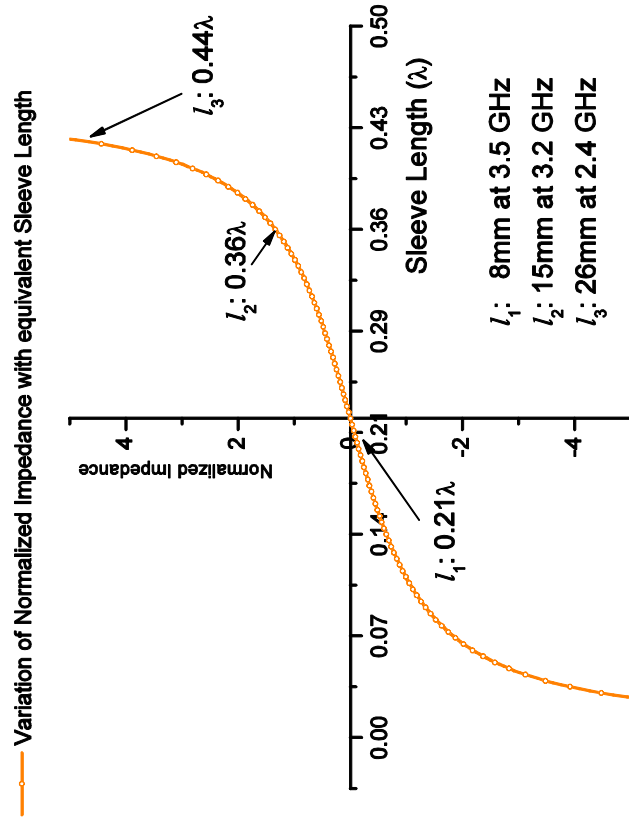 Variation of Normalized Impedance with equivalent Sleeve Length
Normalized Impedance
4
2
0
-2
-4
0.00
0.07
0.14
0.21
0.29
0.36
0.43
0.50
Sleeve Length (λ)
l₁: 0.21λ
l₂: 0.36λ
l₃: 0.44λ
l₁: 8mm at 3.5 GHz
l₂: 15mm at 3.2 GHz
l₃: 26mm at 2.4 GHz